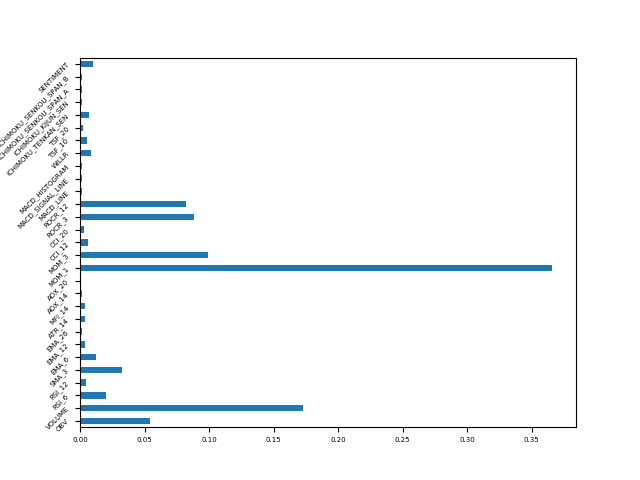 SENTIMENT
ICHIMOKU_SENKOU_SPAN_B
ICHIMOKU_SENKOU_SPAN_A
ICHIMOKU_KIJUN_SEN
ICHIMOKU_TENKAN_SEN
TSF_20
TSF_10
WILLR
MACD_HISTOGRAM
MACD_SIGNAL_LINE
MACD_LINE
ROCR_12
ROCR_3
CCI_20
CCI_12
MOM_3
MOM_1
ADX_20
ADX_14
MFI_14
ATR_14
EMA_26
EMA_12
EMA_6
SMA_3
RSI_12
RSI_6
VOLUME
OBV
0.00 0.05 0.10 0.15 0.20 0.25 0.30 0.35